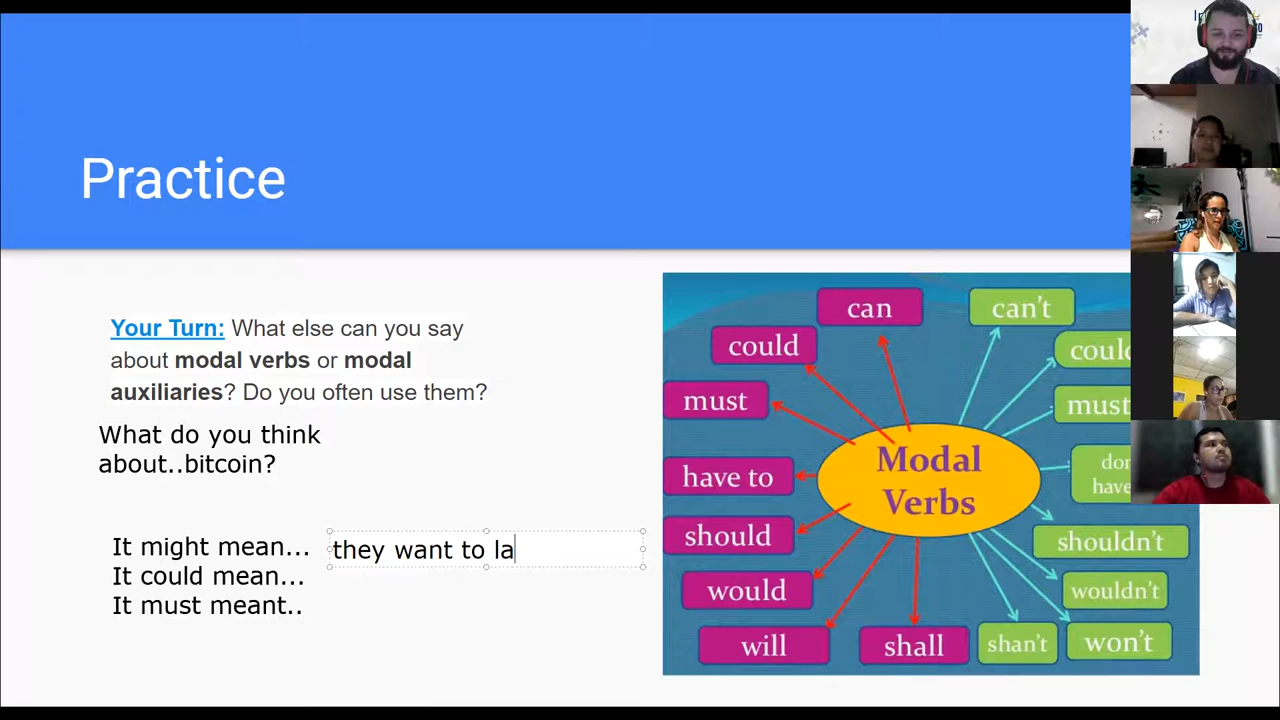 Practice
Your Turn: What else can you say
about modal verbs or modal
auxiliaries? Do you often use them?
What do you think
about..bitcoin?
It might mean... they want to la
It could mean...
It must meant..
can
can't
could
must
have to
should
shouldn't
would
wouldn't
will
shall
shan't
won't
Modal
Verbs